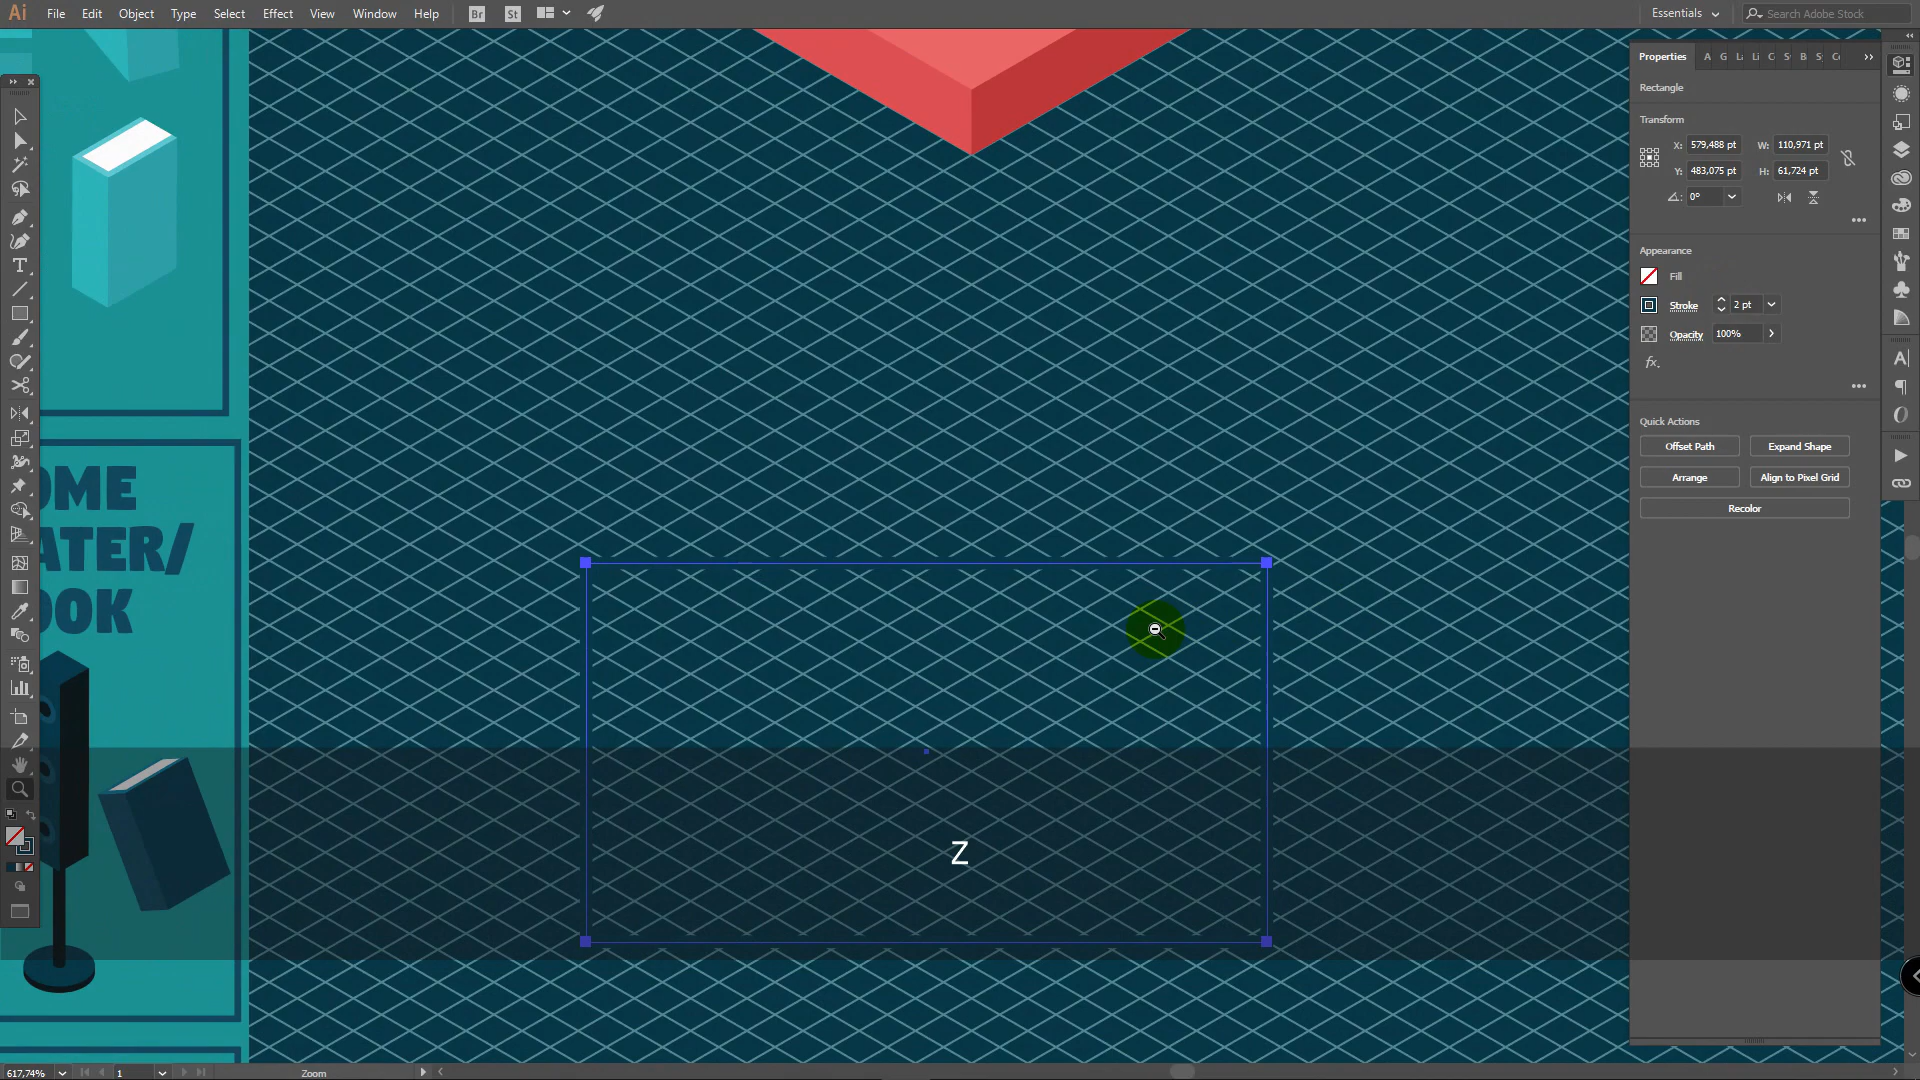 Ai File Edit Object Type Select Effect View Window Help Br St Essentials Search Adobe Stock
Properties A G L Li C S B S C
Rectangle
Transform
X: 579,488 pt W: 110,971 pt
Y: 483,075 pt H: 61,724 pt
0°
Appearance
Fill
Stroke 2 pt
Opacity 100%
fx.
Quick Actions
Offset Path Expand Shape
Arrange Align to Pixel Grid
Recolor
OME
ATER/
OOK
Z
617,74% 1 Zoom